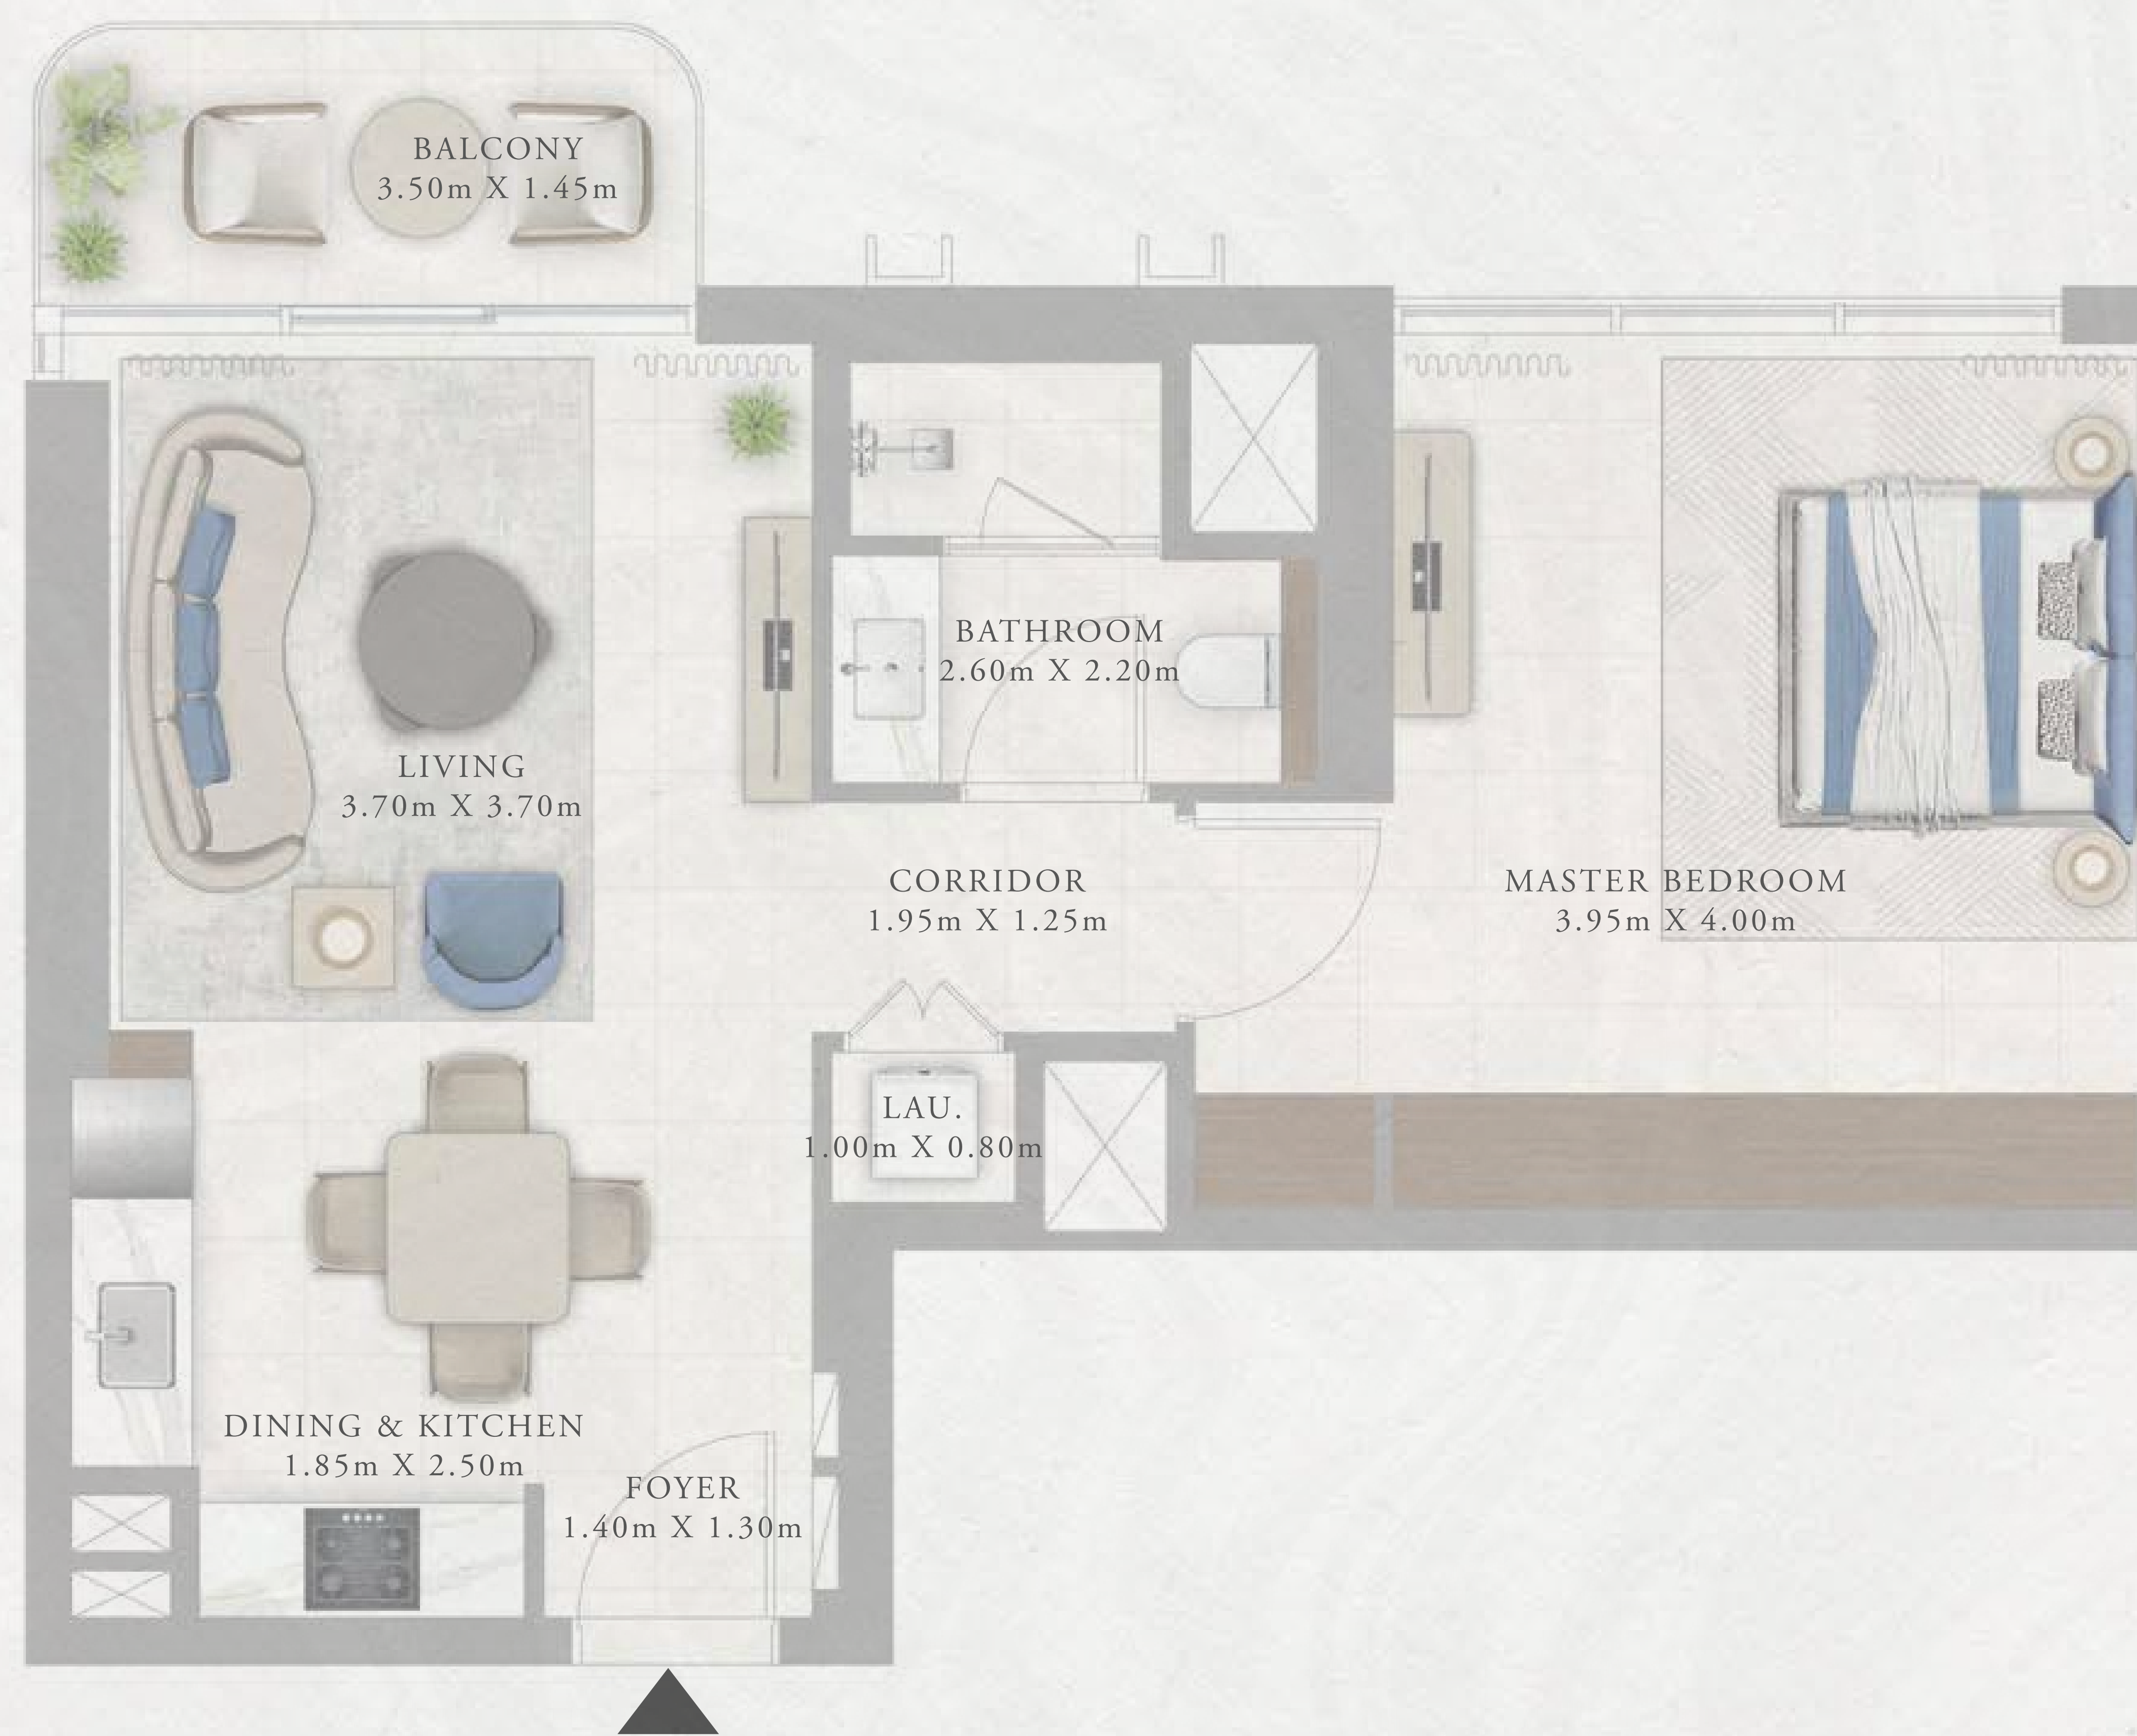 BALCONY
3.50m X 1.45m
BATHROOM
2.60m X 2.20m
LIVING
3.70m X 3.70m
CORRIDOR
1.95m X 1.25m
MASTER BEDROOM
3.95m X 4.00m
LAU.
1.00m X 0.80m
DINING & KITCHEN
1.85m X 2.50m
FOYER
1.40m X 1.30m